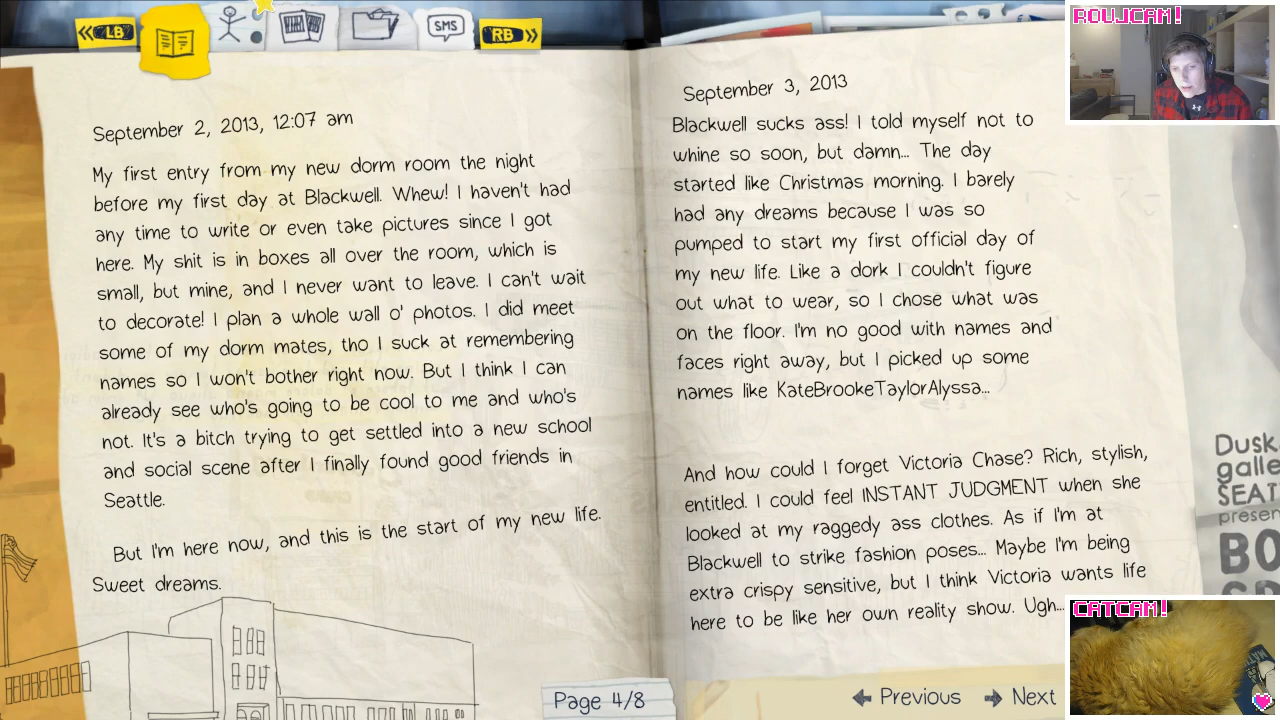 LB
SMS
RB
ROUJCAM!
September 2, 2013, 12:07 am
My first entry from my new dorm room the night
before my first day at Blackwell. Whew! I haven't had
any time to write or even take pictures since I got
here. My shit is in boxes all over the room, which is
small, but mine, and I never want to leave. I can't wait
to decorate! I plan a whole wall o' photos. I did meet
some of my dorm mates, tho I suck at remembering
names so I won't bother right now. But I think I can
already see who's going to be cool to me and who's
not. It's a bitch trying to get settled into a new school
and social scene after I finally found good friends in
Seattle.
But I'm here now, and this is the start of my new life.
Sweet dreams.
September 3, 2013
Blackwell sucks ass! I told myself not to
whine so soon, but damn... The day
started like Christmas morning. I barely
had any dreams because I was so
pumped to start my first official day of
my new life. Like a dork I couldn't figure
out what to wear, so I chose what was
on the floor. I'm no good with names and
faces right away, but I picked up some
names like KateBrookeTaylorAlyssa...
And how could I forget Victoria Chase? Rich, stylish,
entitled. I could feel INSTANT JUDGMENT when she
looked at my raggedy ass clothes. As if I'm at
Blackwell to strike fashion poses... Maybe I'm being
extra crispy sensitive, but I think Victoria wants life
here to be like her own reality show. Ugh...
Page 4/8
Previous
Next
Dusk
galle
SEAT
presen
BO
CATCAM!